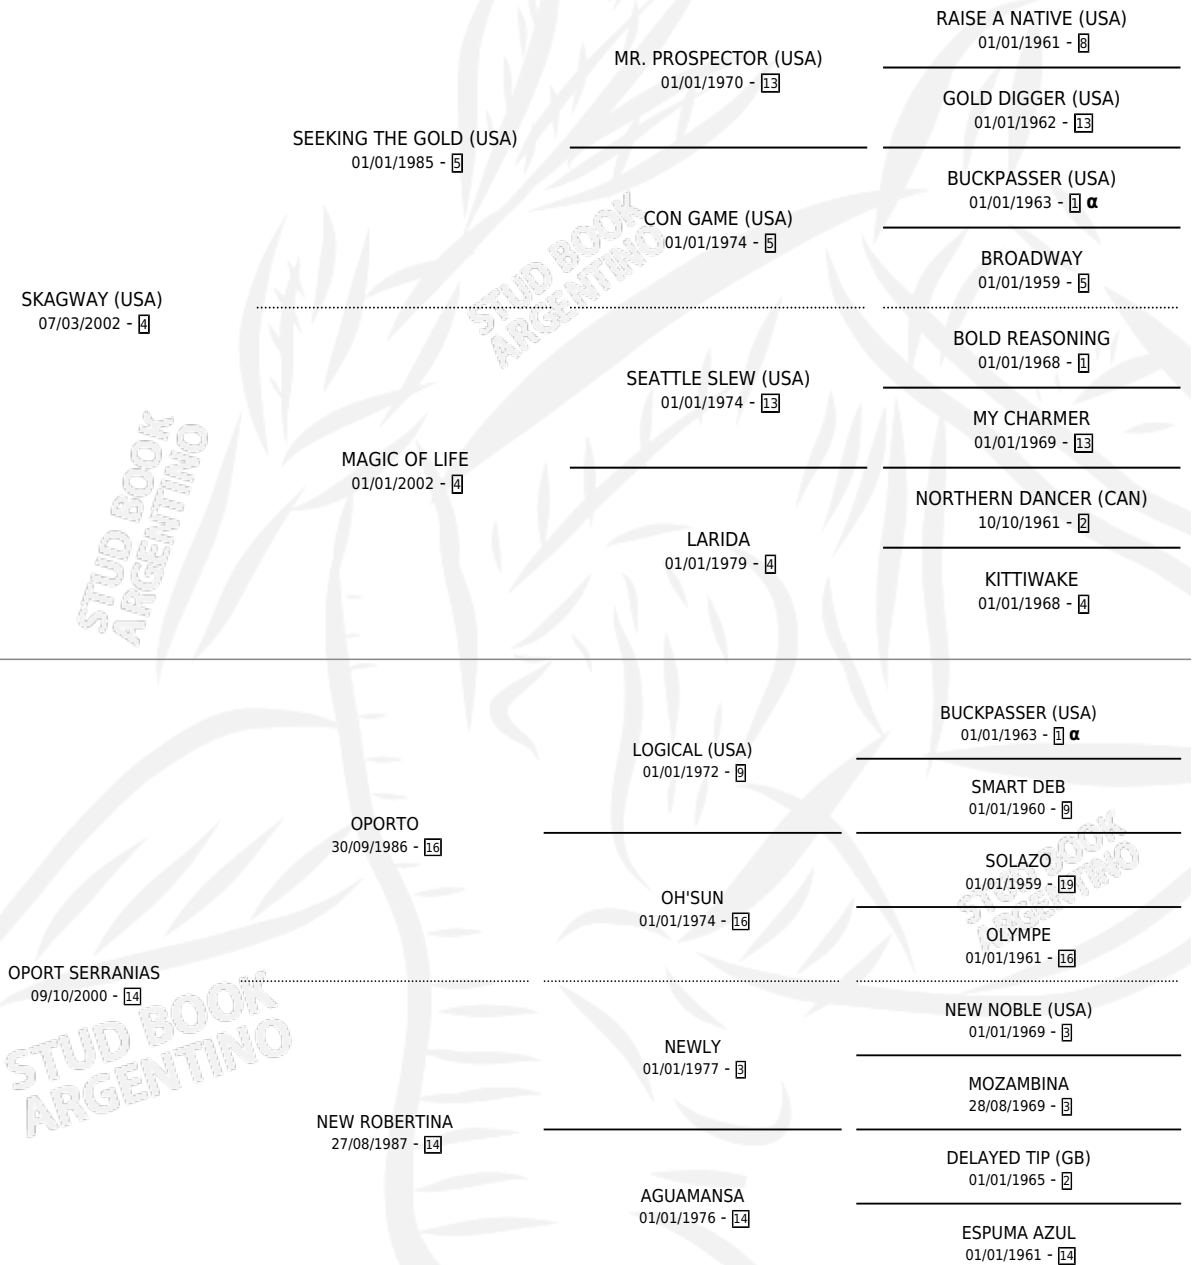 RAISE A NATIVE (USA)
01/01/1961 - 8
MR. PROSPECTOR (USA)
01/01/1970 - 13
GOLD DIGGER (USA)
01/01/1962 - 13
SEEKING THE GOLD (USA)
01/01/1985 - 5
BUCKPASSER (USA)
01/01/1963 - 1 α
CON GAME (USA)
01/01/1974 - 5
BROADWAY
01/01/1959 - 5
SKAGWAY (USA)
07/03/2002 - 4
BOLD REASONING
01/01/1968 - 1
SEATTLE SLEW (USA)
01/01/1974 - 13
MY CHARMER
01/01/1969 - 13
MAGIC OF LIFE
01/01/2002 - 4
NORTHERN DANCER (CAN)
10/10/1961 - 2
LARIDA
01/01/1979 - 4
KITTIWAKE
01/01/1968 - 4
BUCKPASSER (USA)
01/01/1963 - 1 α
LOGICAL (USA)
01/01/1972 - 9
SMART DEB
01/01/1960 - 9
OPORTO
30/09/1986 - 16
SOLAZO
01/01/1959 - 19
OH'SUN
01/01/1974 - 16
OLYMPE
01/01/1961 - 16
OPORT SERRANIAS
09/10/2000 - 14
NEW NOBLE (USA)
01/01/1969 - 3
NEWLY
01/01/1977 - 3
MOZAMBINA
28/08/1969 - 3
NEW ROBERTINA
27/08/1987 - 14
DELAYED TIP (GB)
01/01/1965 - 2
AGUAMANSA
01/01/1976 - 14
ESPUMA AZUL
01/01/1961 - 14
STUD BOOK
ARGENTINO
STUD BOOK
ARGENTINO
STUD BOOK
ARGENTINO
STUD BOOK
ARGENTINO